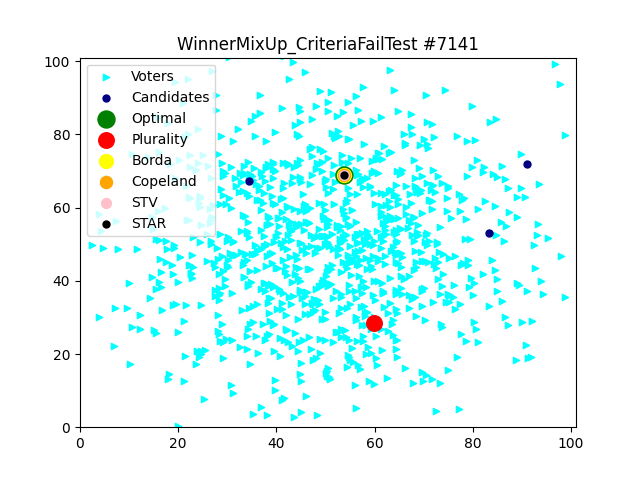 WinnerMixUp_CriteriaFailTest #7141
100
80
60
40
20
0
Voters
Candidates
Optimal
Plurality
Borda
Copeland
STV
STAR
0 20 40 60 80 100